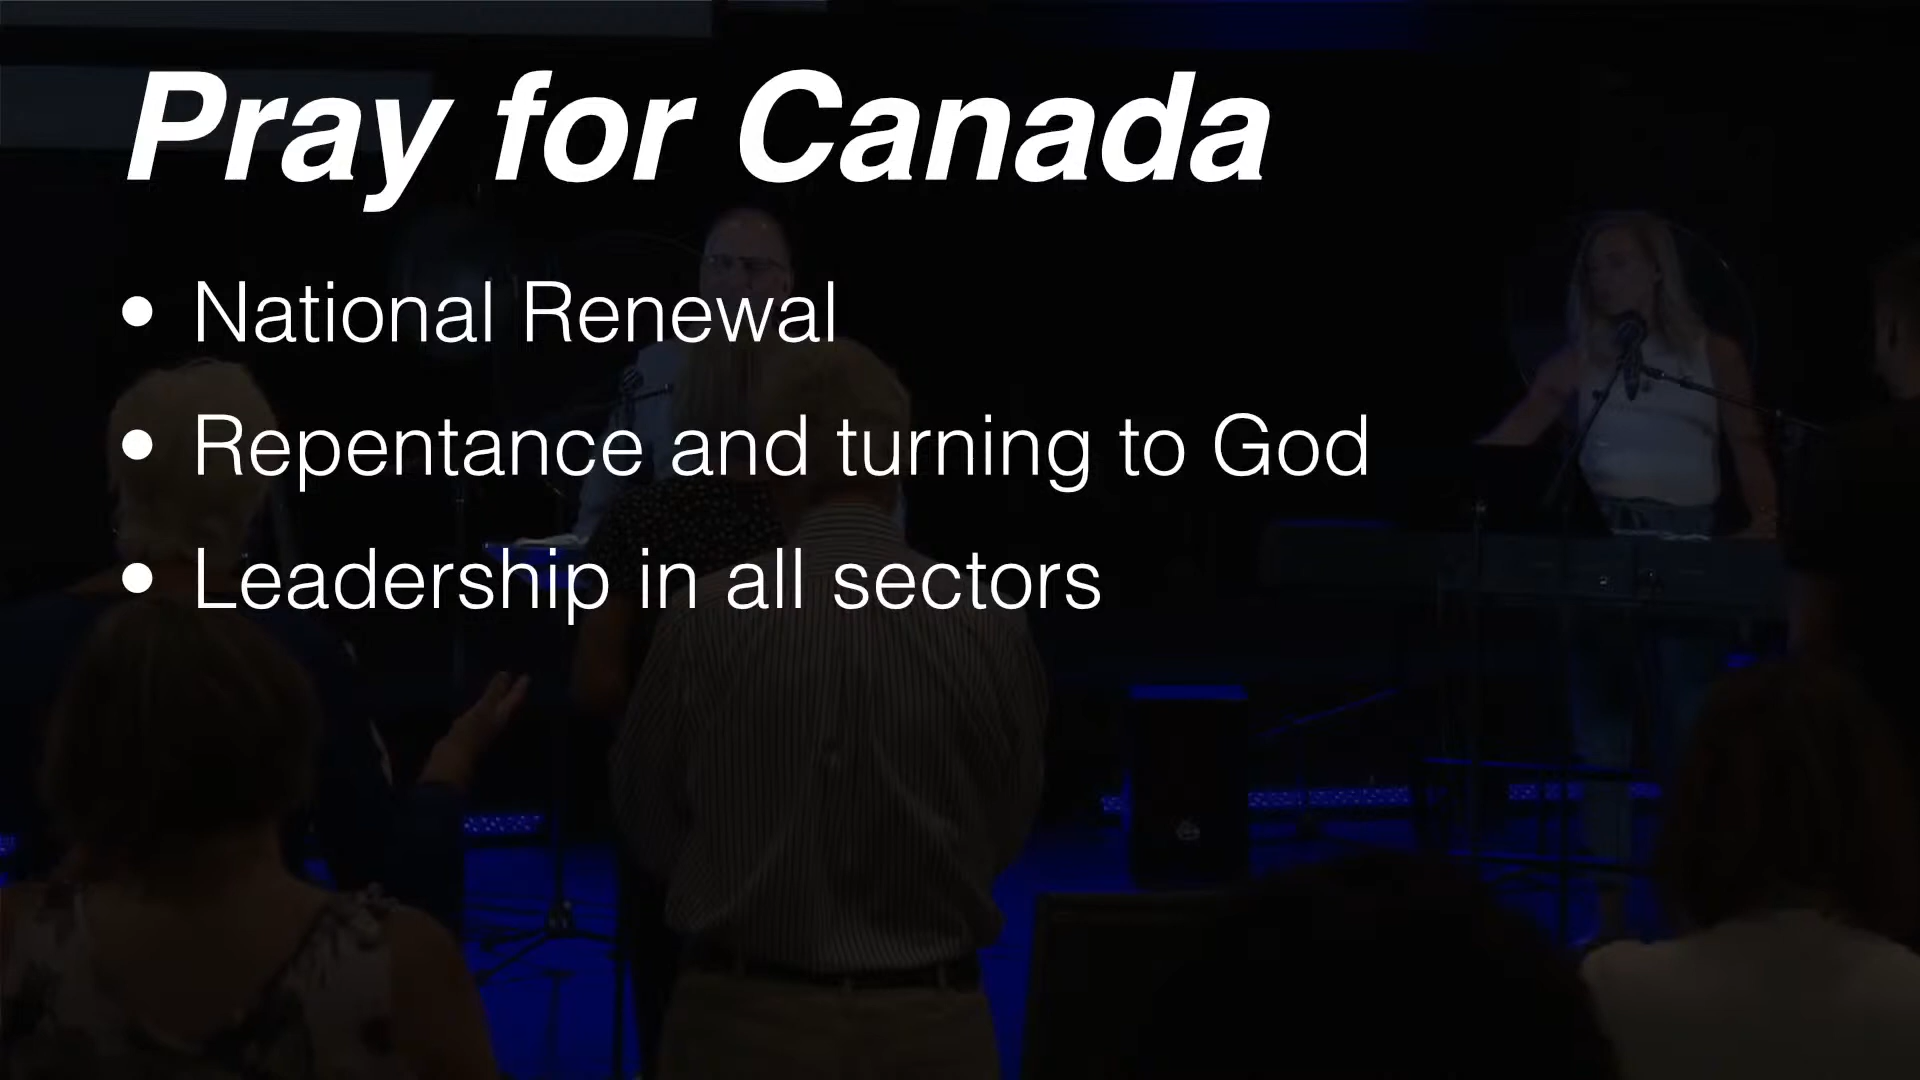 Pray for Canada
• National Renewal
• Repentance and turning to God
• Leadership in all sectors